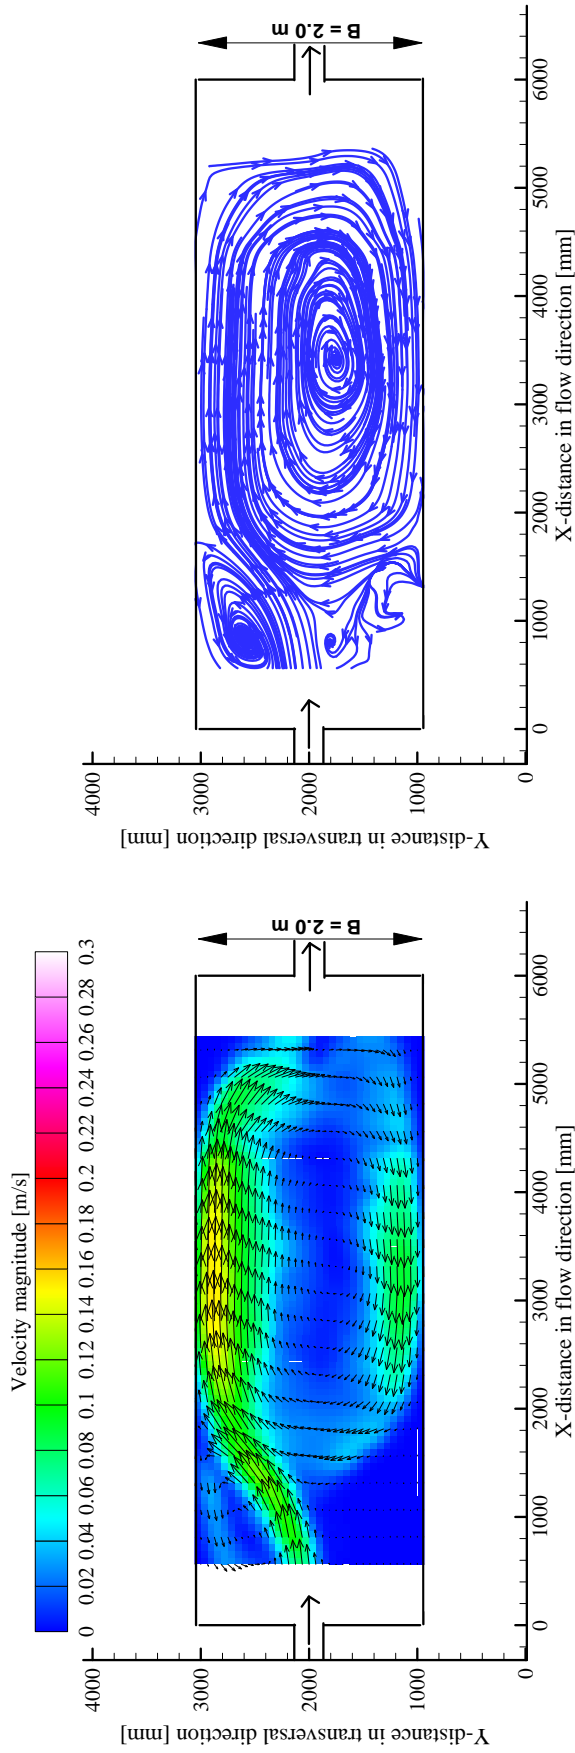 Velocity magnitude [m/s]
0 0.02 0.04 0.06 0.08 0.1 0.12 0.14 0.16 0.18 0.2 0.22 0.24 0.26 0.28 0.3
Y-distance in transversal direction [mm]
4000
3000
2000
1000
0
B = 2.0 m
0 1000 2000 3000 4000 5000 6000
X-distance in flow direction [mm]
Y-distance in transversal direction [mm]
4000
3000
2000
1000
0
B = 2.0 m
0 1000 2000 3000 4000 5000 6000
X-distance in flow direction [mm]